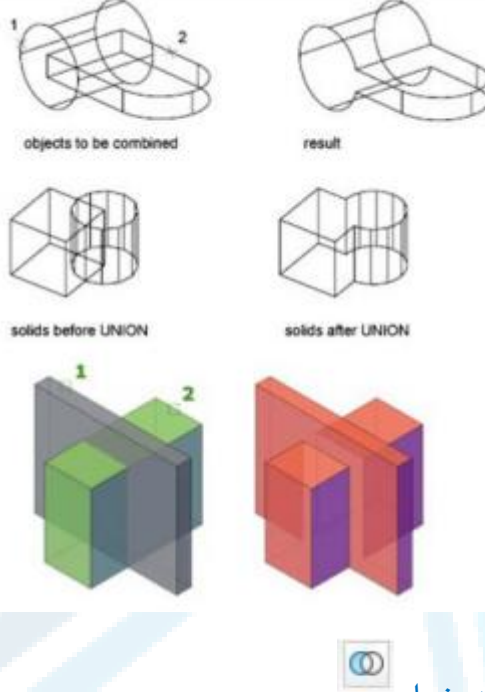 1
2
objects to be combined
result
solids before UNION
solids after UNION
1
2